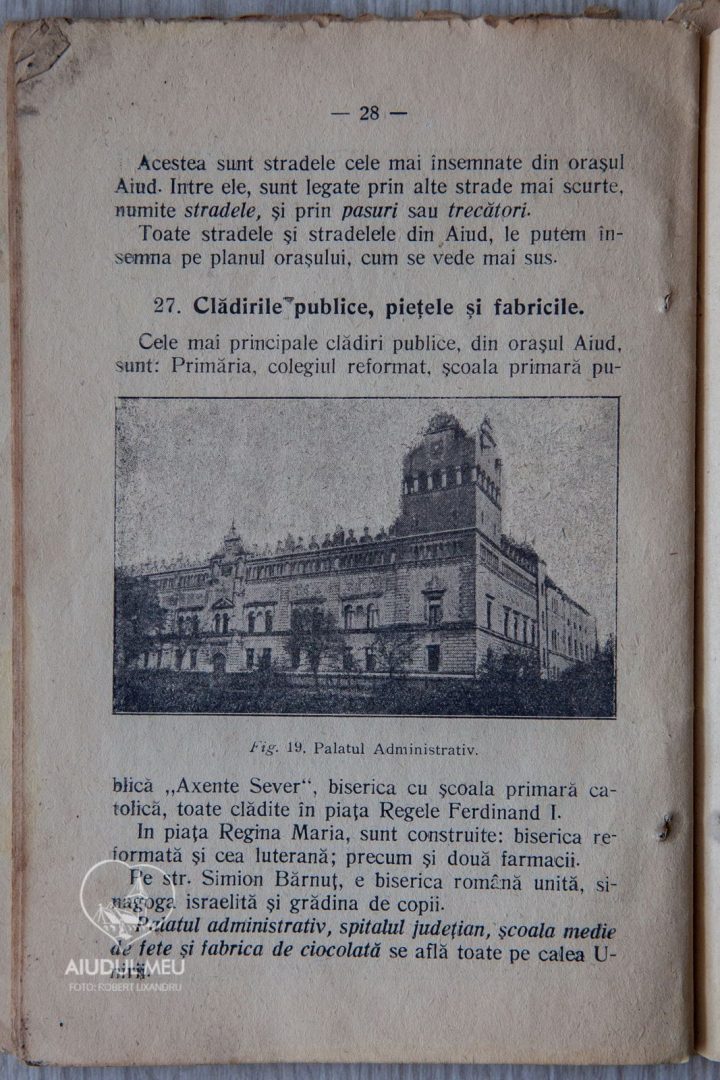 — 28 —
Acestea sunt stradele cele mai însemnate din orașul
Aiud. Intre ele, sunt legate prin alte strade mai scurte,
numite stradele, și prin pasuri sau trecători.
Toate stradele și stradelele din Aiud, le putem în-
semna pe planul orașului, cum se vede mai sus.
27. Clădirile publice, piețele și fabricile.
Cele mai principale clădiri publice, din orașul Aiud,
sunt: Primăria, colegiul reformat, școala primară pu-
Fig. 19. Palatul Administrativ.
blică „Axente Sever“, biserica cu școala primară ca-
tolică, toate clădite în piața Regele Ferdinand I.
In piața Regina Maria, sunt construite: biserica re-
formată și cea luterană; precum și două farmacii.
Pe str. Simion Bărnuț, e biserica română unită, si-
nagoga israelită și grădina de copii.
Palatul administrativ, spitalul județian, școala medie
de fete și fabrica de ciocolată se află toate pe calea U-
nirii.
AIUDUL MEU
FOTO: ROBERT LIXANDRU